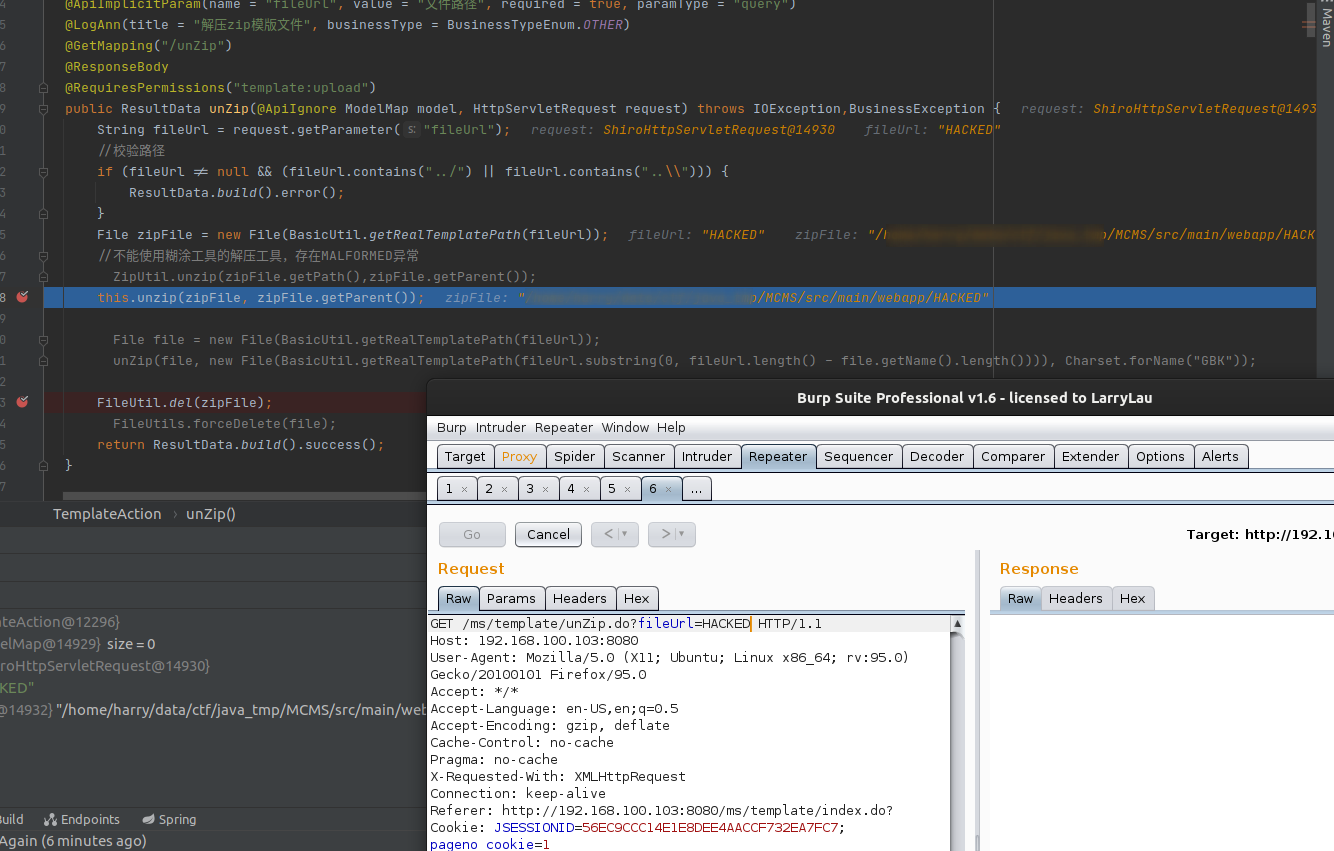 @ApiImplicitParam(name = "fileUrl", value = "文件路径", required = true, paramType = "query")
@LogAnn(title = "解压zip模版文件", businessType = BusinessTypeEnum.OTHER)
@GetMapping("/unZip")
@ResponseBody
@RequiresPermissions("template:upload")
public ResultData unZip(@ApiIgnore ModelMap model, HttpServletRequest request) throws IOException,BusinessException {   request: ShiroHttpServletRequest@1493
String fileUrl = request.getParameter( s: "fileUrl");   request: ShiroHttpServletRequest@14930   fileUrl: "HACKED"
//校验路径
if (fileUrl ≠ null && (fileUrl.contains("../") || fileUrl.contains("..\\"))) {
ResultData.build().error();
}
File zipFile = new File(BasicUtil.getRealTemplatePath(fileUrl));   fileUrl: "HACKED"   zipFile: "/ /MCMS/src/main/webapp/HACK
//不能使用糊涂工具的解压工具，存在MALFORMED异常
ZipUtil.unzip(zipFile.getPath(),zipFile.getParent());
this.unzip(zipFile, zipFile.getParent());   zipFile: " /MCMS/src/main/webapp/HACKED"
File file = new File(BasicUtil.getRealTemplatePath(fileUrl));
unZip(file, new File(BasicUtil.getRealTemplatePath(fileUrl.substring(0, fileUrl.length() - file.getName().length()))), Charset.forName("GBK"));
FileUtil.del(zipFile);
FileUtils.forceDelete(file);
return ResultData.build().success();
}
Maven
TemplateAction › unZip()
ateAction@12296}
elMap@14929} size = 0
iroHttpServletRequest@14930}
KED"
@14932} "/home/harry/data/ctf/java_tmp/MCMS/src/main/web
Build Endpoints Spring
Again (6 minutes ago)
Burp Suite Professional v1.6 - licensed to LarryLau
Burp Intruder Repeater Window Help
Target Proxy Spider Scanner Intruder Repeater Sequencer Decoder Comparer Extender Options Alerts
1 × 2 × 3 × 4 × 5 × 6 × ...
Go Cancel < | ▾ > | ▾ Target: http://192.16
Request
Raw Params Headers Hex
GET /ms/template/unZip.do?fileUrl=HACKED HTTP/1.1
Host: 192.168.100.103:8080
User-Agent: Mozilla/5.0 (X11; Ubuntu; Linux x86_64; rv:95.0)
Gecko/20100101 Firefox/95.0
Accept: */*
Accept-Language: en-US,en;q=0.5
Accept-Encoding: gzip, deflate
Cache-Control: no-cache
Pragma: no-cache
X-Requested-With: XMLHttpRequest
Connection: keep-alive
Referer: http://192.168.100.103:8080/ms/template/index.do?
Cookie: JSESSIONID=56EC9CCC14E1E8DEE4AACCF732EA7FC7;
pageno_cookie=1
Response
Raw Headers Hex